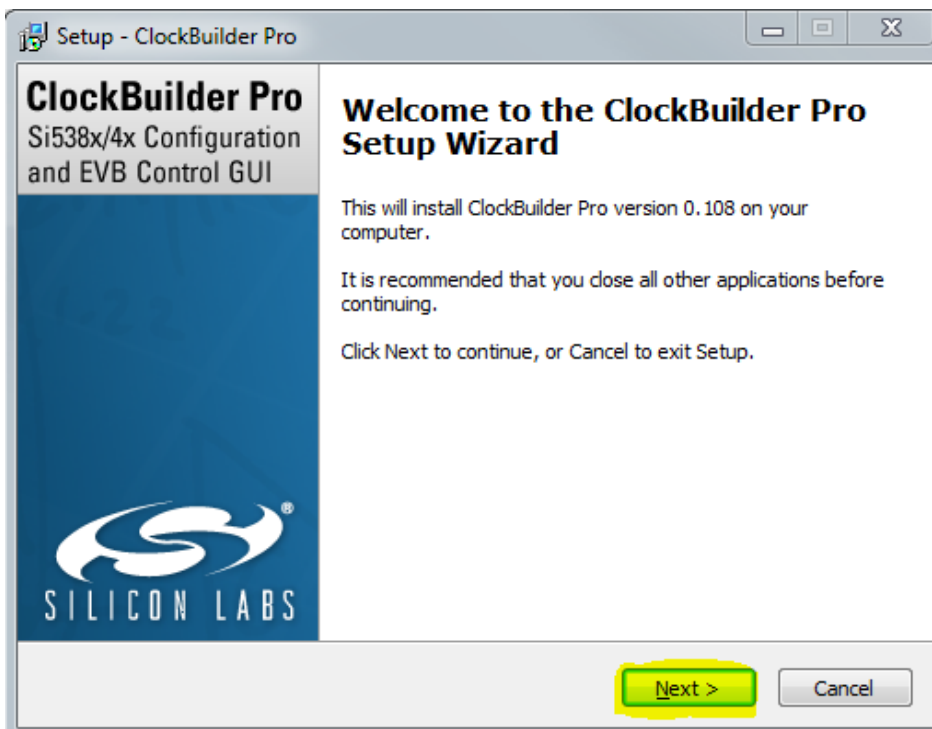 Setup - ClockBuilder Pro
ClockBuilder Pro
Si538x/4x Configuration
and EVB Control GUI
Welcome to the ClockBuilder Pro
Setup Wizard
This will install ClockBuilder Pro version 0.108 on your
computer.
It is recommended that you close all other applications before
continuing.
Click Next to continue, or Cancel to exit Setup.
®
SILICON LABS
Next >
Cancel